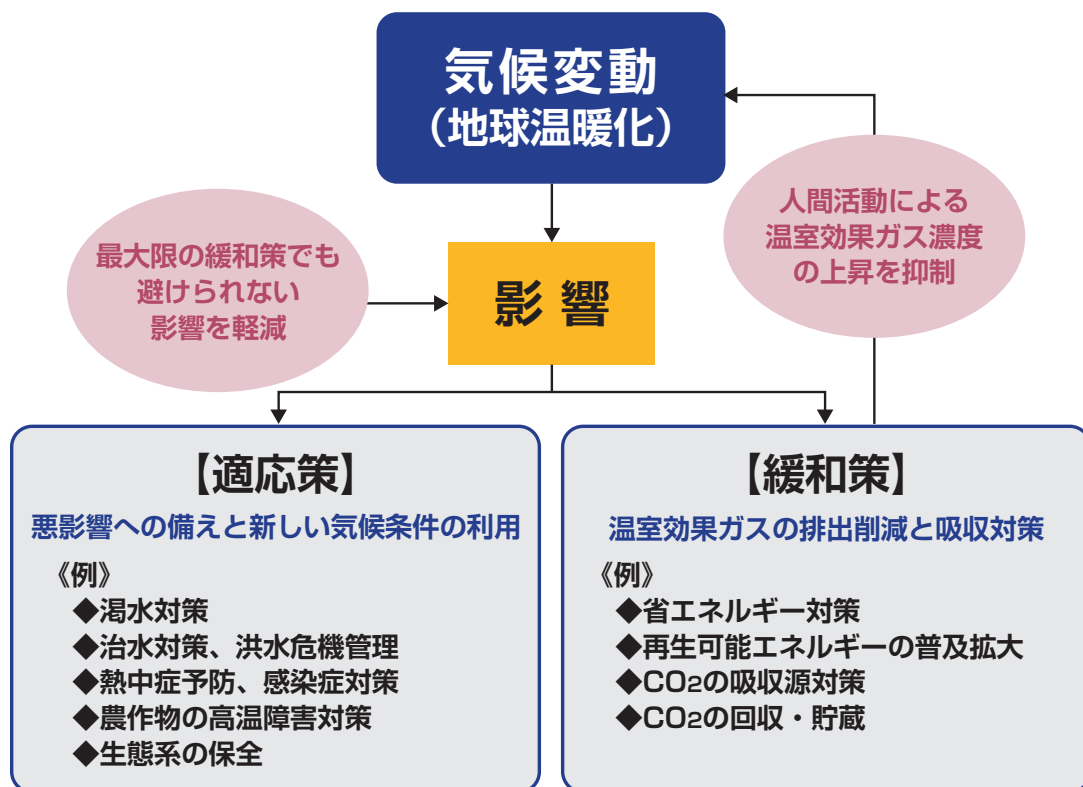 気候変動
（地球温暖化）
人間活動による
温室効果ガス濃度
の上昇を抑制
最大限の緩和策でも
避けられない
影響を軽減
影響
【適応策】
悪影響への備えと新しい気候条件の利用
《例》
◆渇水対策
◆治水対策、洪水危機管理
◆熱中症予防、感染症対策
◆農作物の高温障害対策
◆生態系の保全
【緩和策】
温室効果ガスの排出削減と吸収対策
《例》
◆省エネルギー対策
◆再生可能エネルギーの普及拡大
◆CO2の吸収源対策
◆CO2の回収・貯蔵